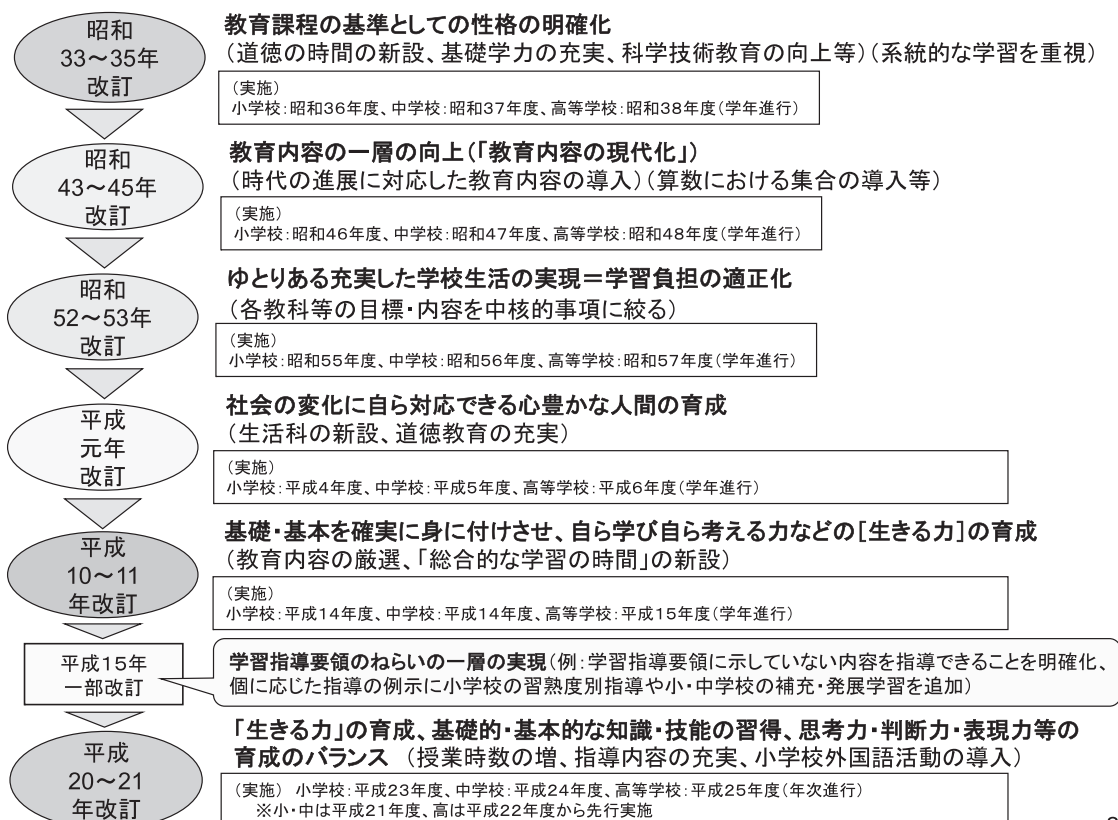 昭和
33～35年
改訂
教育課程の基準としての性格の明確化
（道徳の時間の新設、基礎学力の充実、科学技術教育の向上等）（系統的な学習を重視）
（実施）
小学校：昭和36年度、中学校：昭和37年度、高等学校：昭和38年度（学年進行）
昭和
43～45年
改訂
教育内容の一層の向上（「教育内容の現代化」）
（時代の進展に対応した教育内容の導入）（算数における集合の導入等）
（実施）
小学校：昭和46年度、中学校：昭和47年度、高等学校：昭和48年度（学年進行）
昭和
52～53年
改訂
ゆとりある充実した学校生活の実現＝学習負担の適正化
（各教科等の目標・内容を中核的事項に絞る）
（実施）
小学校：昭和55年度、中学校：昭和56年度、高等学校：昭和57年度（学年進行）
平成
元年
改訂
社会の変化に自ら対応できる心豊かな人間の育成
（生活科の新設、道徳教育の充実）
（実施）
小学校：平成4年度、中学校：平成5年度、高等学校：平成6年度（学年進行）
平成
10～11
年改訂
基礎・基本を確実に身に付けさせ、自ら学び自ら考える力などの［生きる力］の育成
（教育内容の厳選、「総合的な学習の時間」の新設）
（実施）
小学校：平成14年度、中学校：平成14年度、高等学校：平成15年度（学年進行）
平成15年
一部改訂
学習指導要領のねらいの一層の実現（例：学習指導要領に示していない内容を指導できることを明確化、
個に応じた指導の例示に小学校の習熟度別指導や小・中学校の補充・発展学習を追加）
平成
20～21
年改訂
「生きる力」の育成、基礎的・基本的な知識・技能の習得、思考力・判断力・表現力等の
育成のバランス （授業時数の増、指導内容の充実、小学校外国語活動の導入）
（実施） 小学校：平成23年度、中学校：平成24年度、高等学校：平成25年度（年次進行）
※小・中は平成21年度、高は平成22年度から先行実施